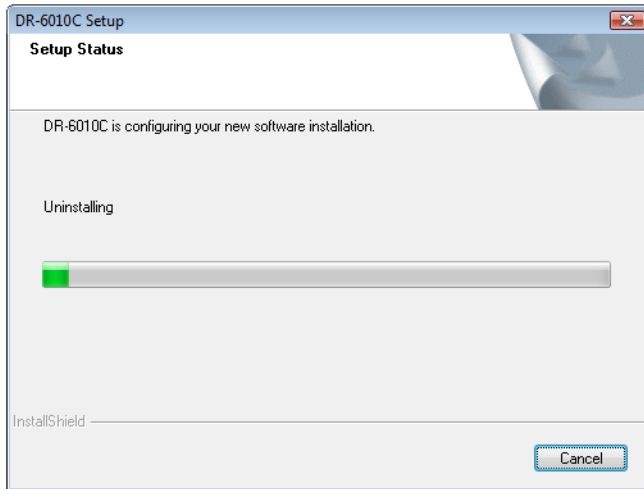 DR-6010C Setup
Setup Status
DR-6010C is configuring your new software installation.
Uninstalling
InstallShield
Cancel